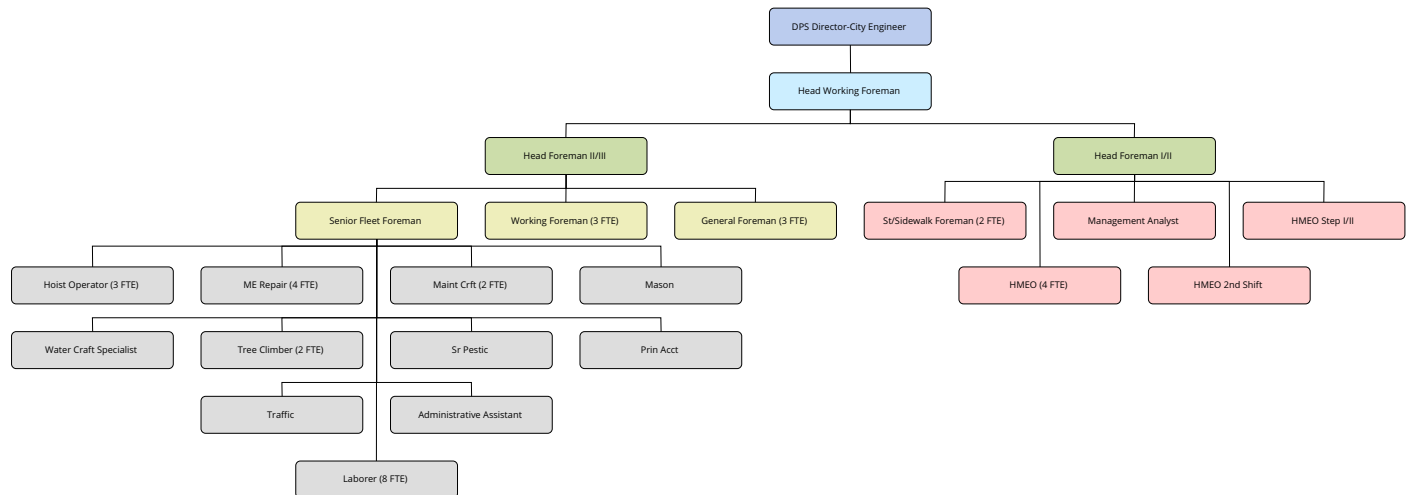 DPS Director-City Engineer
Head Working Foreman
Head Foreman II/III
Head Foreman I/II
Senior Fleet Foreman
Working Foreman (3 FTE)
General Foreman (3 FTE)
St/Sidewalk Foreman (2 FTE)
Management Analyst
HMEO Step I/II
Hoist Operator (3 FTE)
ME Repair (4 FTE)
Maint Crft (2 FTE)
Mason
HMEO (4 FTE)
HMEO 2nd Shift
Water Craft Specialist
Tree Climber (2 FTE)
Sr Pestic
Prin Acct
Traffic
Administrative Assistant
Laborer (8 FTE)